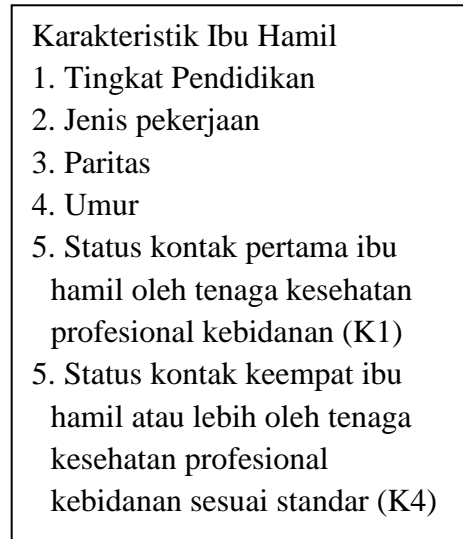 Karakteristik Ibu Hamil
1. Tingkat Pendidikan
2. Jenis pekerjaan
3. Paritas
4. Umur
5. Status kontak pertama ibu
hamil oleh tenaga kesehatan
profesional kebidanan (K1)
5. Status kontak keempat ibu
hamil atau lebih oleh tenaga
kesehatan profesional
kebidanan sesuai standar (K4)